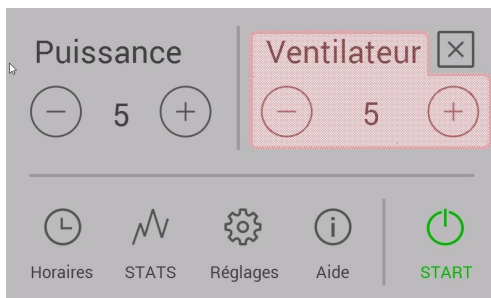 Puissance
Ventilateur
5
5
Horaires
STATS
Réglages
Aide
START